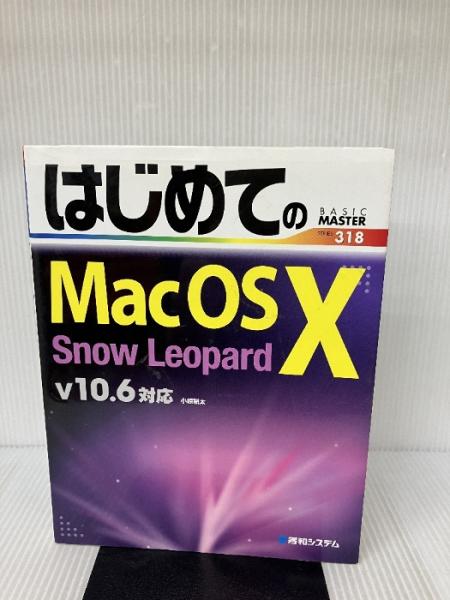 はじめての
BASIC
MASTER
SERIES 318
Mac OS X
Snow Leopard
v10.6対応
秀和システム